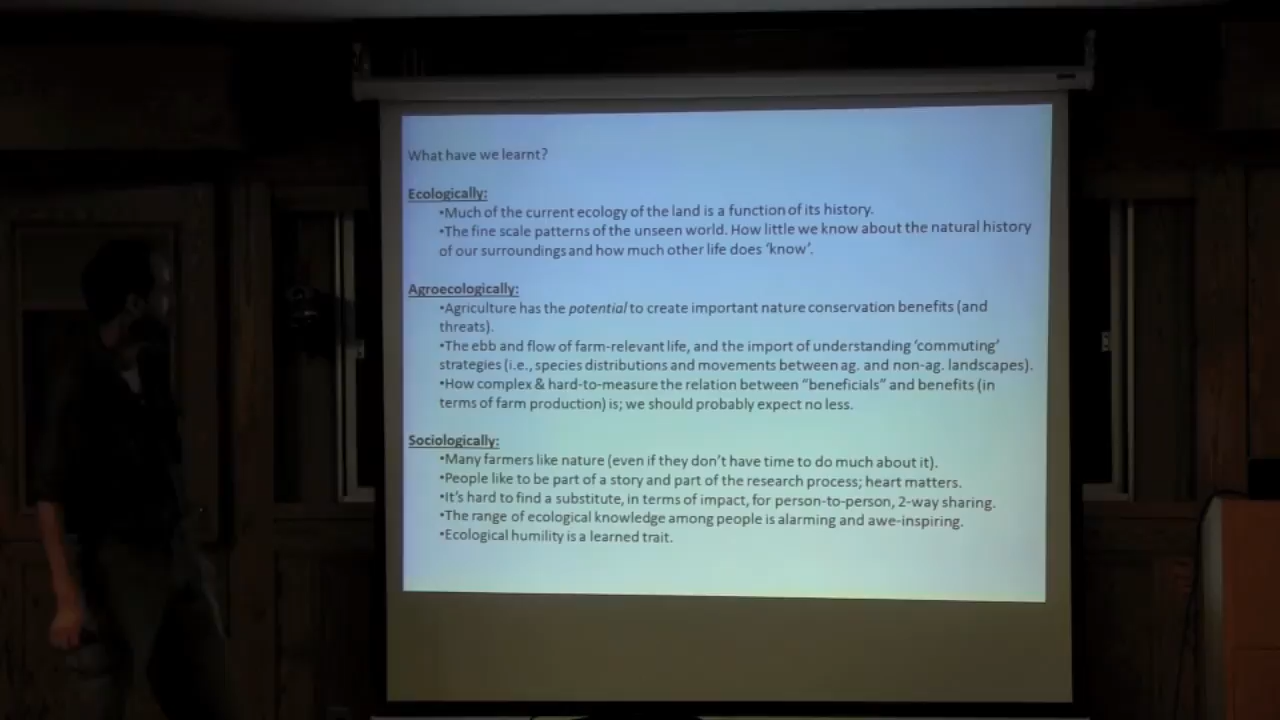 What have we learnt?
Ecologically:
•Much of the current ecology of the land is a function of its history.
•The fine scale patterns of the unseen world. How little we know about the natural history
of our surroundings and how much other life does ‘know’.
Agroecologically:
•Agriculture has the potential to create important nature conservation benefits (and
threats).
•The ebb and flow of farm-relevant life, and the import of understanding ‘commuting’
strategies (i.e., species distributions and movements between ag. and non-ag. landscapes).
•How complex & hard-to-measure the relation between “beneficials” and benefits (in
terms of farm production) is; we should probably expect no less.
Sociologically:
•Many farmers like nature (even if they don’t have time to do much about it).
•People like to be part of a story and part of the research process; heart matters.
•It’s hard to find a substitute, in terms of impact, for person-to-person, 2-way sharing.
•The range of ecological knowledge among people is alarming and awe-inspiring.
•Ecological humility is a learned trait.